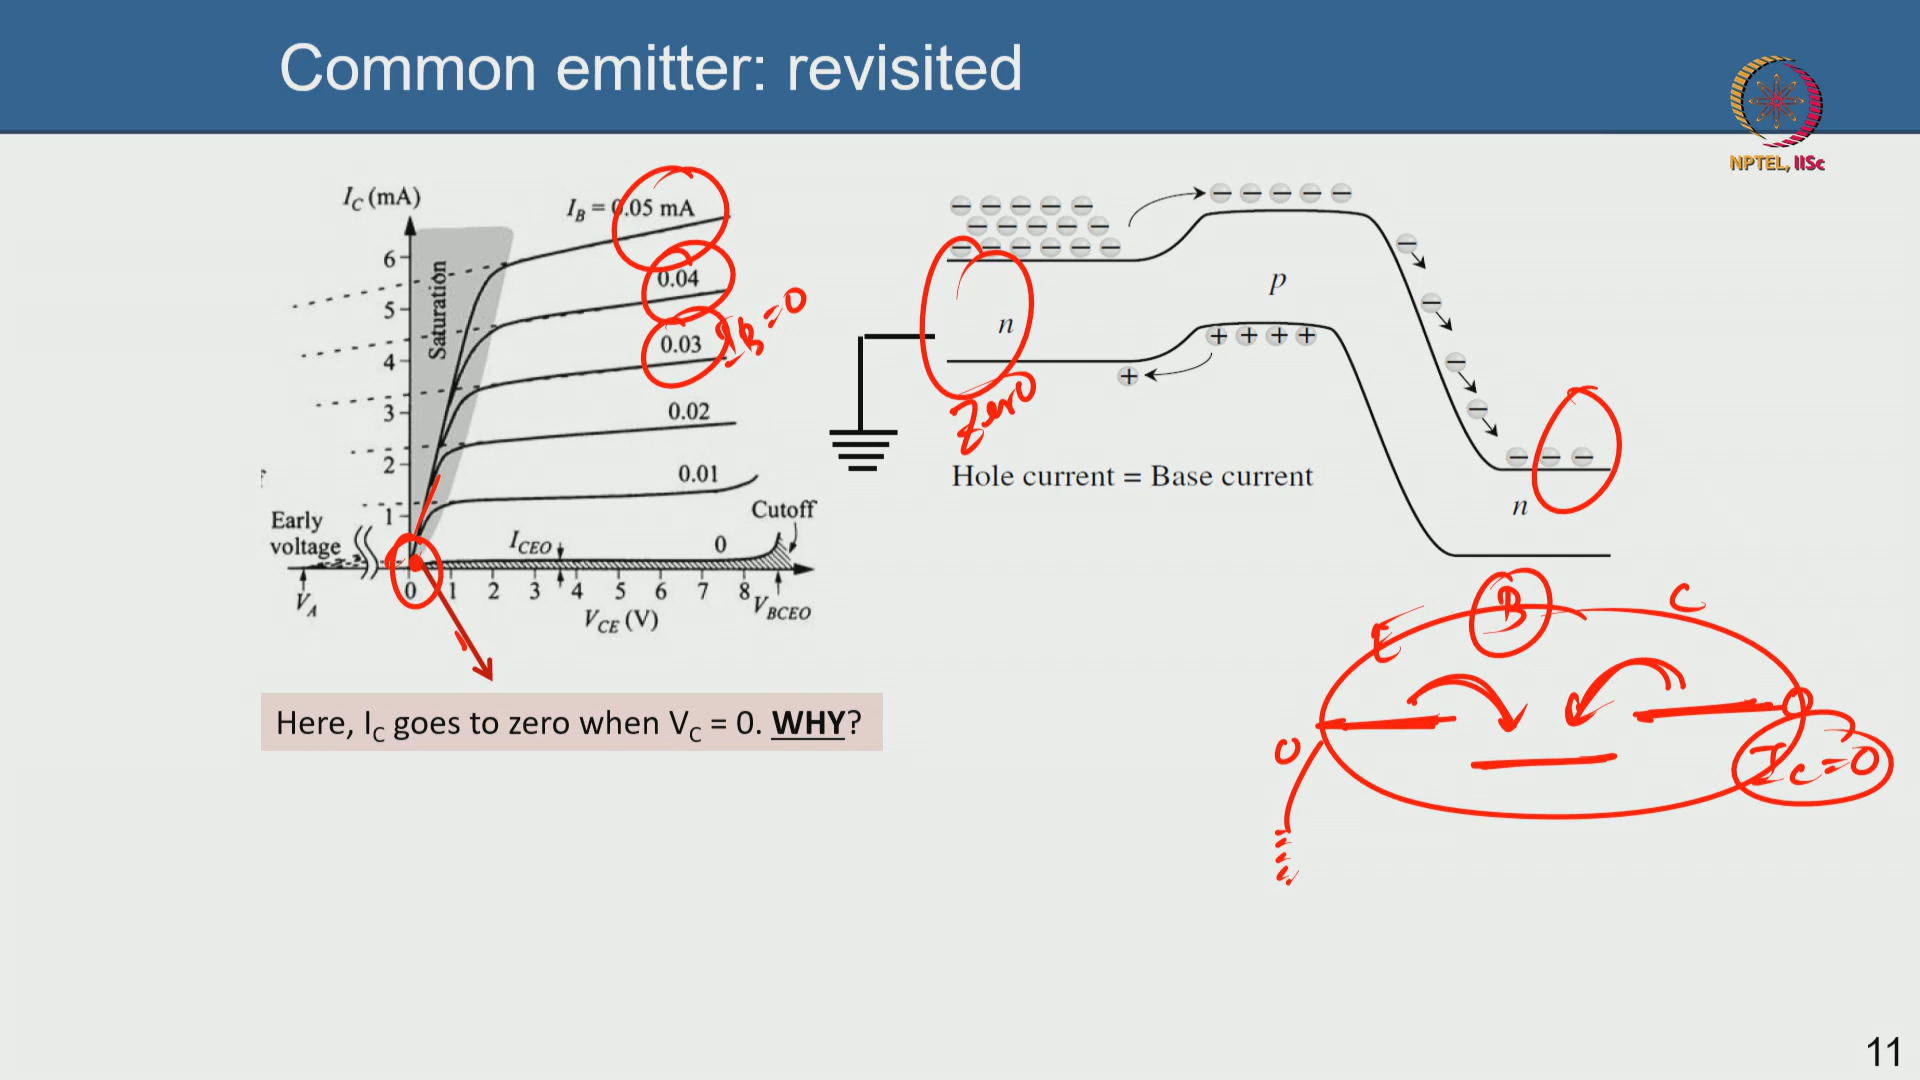 Common emitter: revisited
NPTEL, IISc
I_C (mA)
I_B = 0.05 mA
6
0.04
5
I_B = 0
Saturation
4
0.03
3
0.02
2
0.01
1
Cutoff
Early
voltage
I_CEO
0
0 1 2 3 4 5 6 7 8
V_A
V_BCEO
V_CE (V)
Here, I_C goes to zero when V_C = 0. WHY?
p
n
Zero
Hole current = Base current
n
B
C
E
0
I_C = 0
11